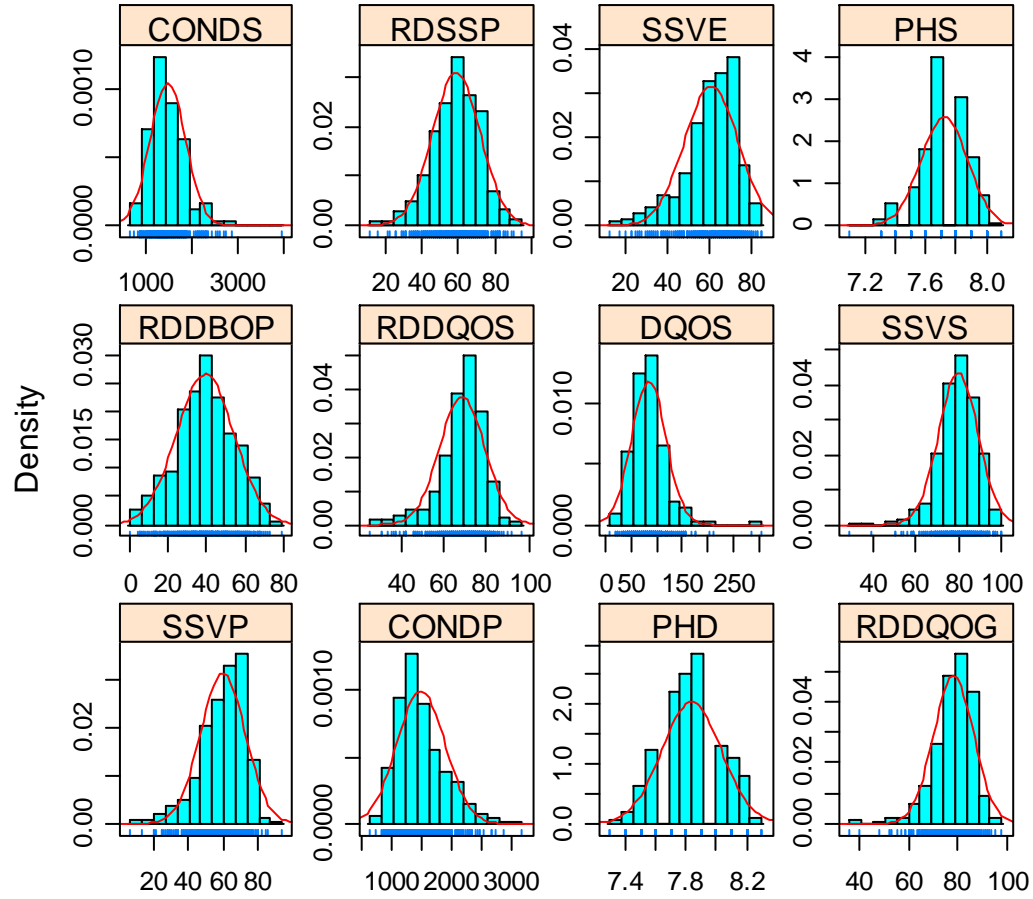 CONDS RDSSP SSVE PHS
0.0000 0.0010
1000 3000
0.00 0.02
20 40 60 80
0.00 0.02 0.04
20 40 60 80
0 1 2 3 4
7.2 7.6 8.0
Density
RDDBOP RDDQOS DQOS SSVS
0.000 0.015 0.030
0 20 40 60 80
0.00 0.02 0.04
40 60 80 100
0.000 0.010
0 50 150 250
0.00 0.02 0.04
40 60 80 100
SSVP CONDP PHD RDDQOG
0.00 0.02
20 40 60 80
0.0000 0.0010
1000 2000 3000
0.0 1.0 2.0
7.4 7.8 8.2
0.00 0.02 0.04
40 60 80 100